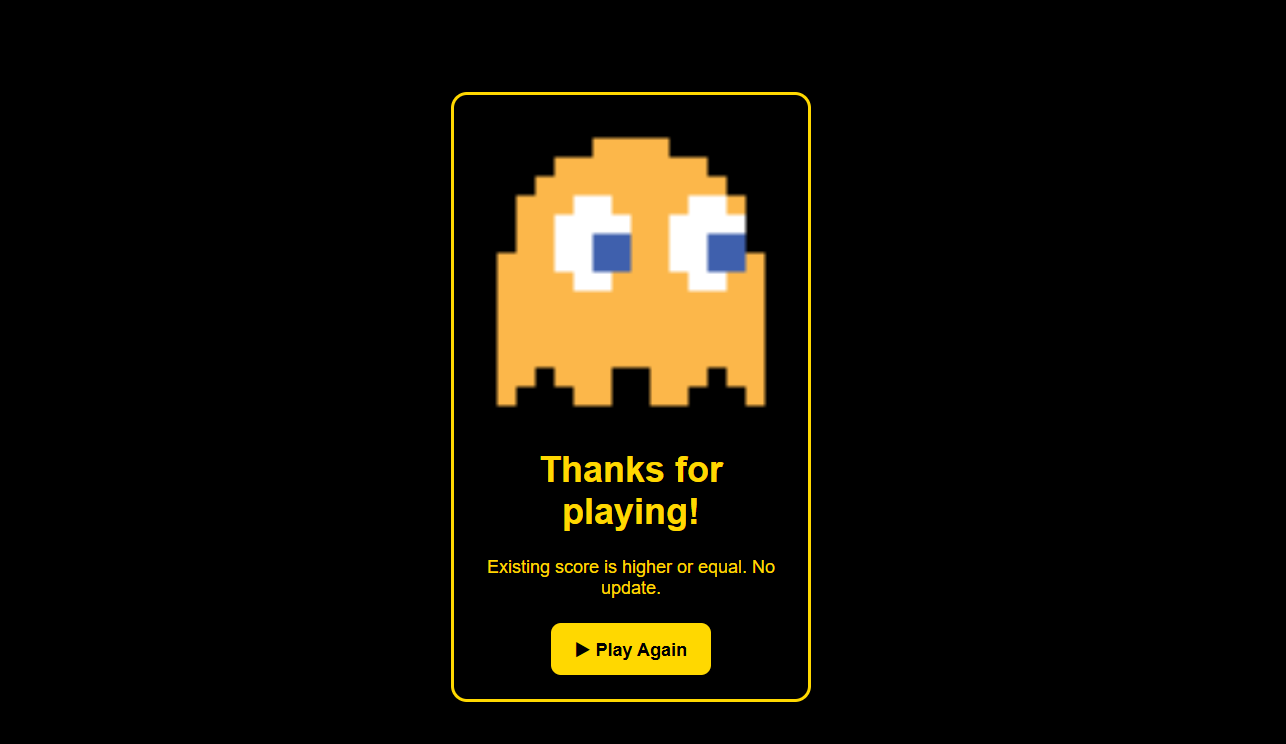 Thanks for
playing!
Existing score is higher or equal. No
update.
▶ Play Again